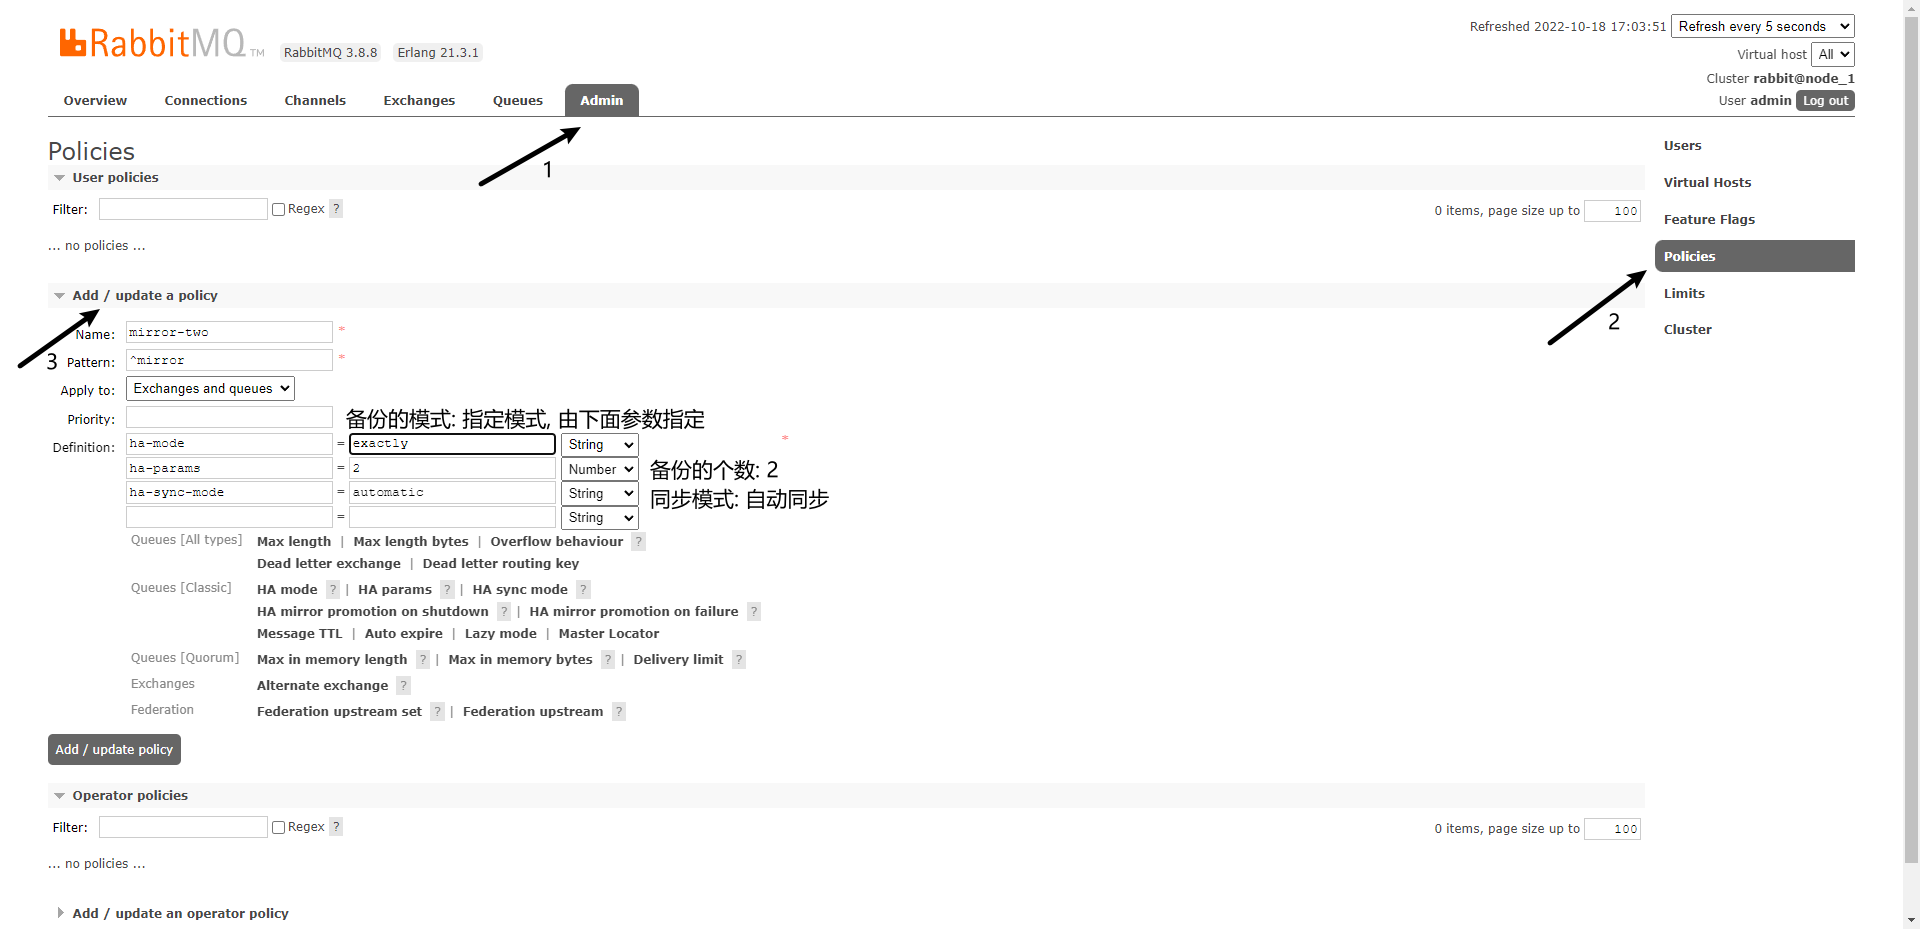 RabbitMQ TM RabbitMQ 3.8.8 Erlang 21.3.1
Refreshed 2022-10-18 17:03:51 Refresh every 5 seconds
Virtual host All
Cluster rabbit@node_1
User admin Log out
Overview Connections Channels Exchanges Queues Admin
1
Policies
User policies
Filter: Regex ? 0 items, page size up to 100
... no policies ...
Users
Virtual Hosts
Feature Flags
Policies
Limits
Cluster
2
Add / update a policy
3
Name: mirror-two *
Pattern: ^mirror *
Apply to: Exchanges and queues
Priority: 备份的模式: 指定模式, 由下面参数指定
Definition: ha-mode = exactly String *
ha-params = 2 Number 备份的个数: 2
ha-sync-mode = automatic String 同步模式: 自动同步
= String
Queues [All types] Max length | Max length bytes | Overflow behaviour ?
Dead letter exchange | Dead letter routing key
Queues [Classic] HA mode ? | HA params ? | HA sync mode ?
HA mirror promotion on shutdown ? | HA mirror promotion on failure ?
Message TTL | Auto expire | Lazy mode | Master Locator
Queues [Quorum] Max in memory length ? | Max in memory bytes ? | Delivery limit ?
Exchanges Alternate exchange ?
Federation Federation upstream set ? | Federation upstream ?
Add / update policy
Operator policies
Filter: Regex ? 0 items, page size up to 100
... no policies ...
Add / update an operator policy